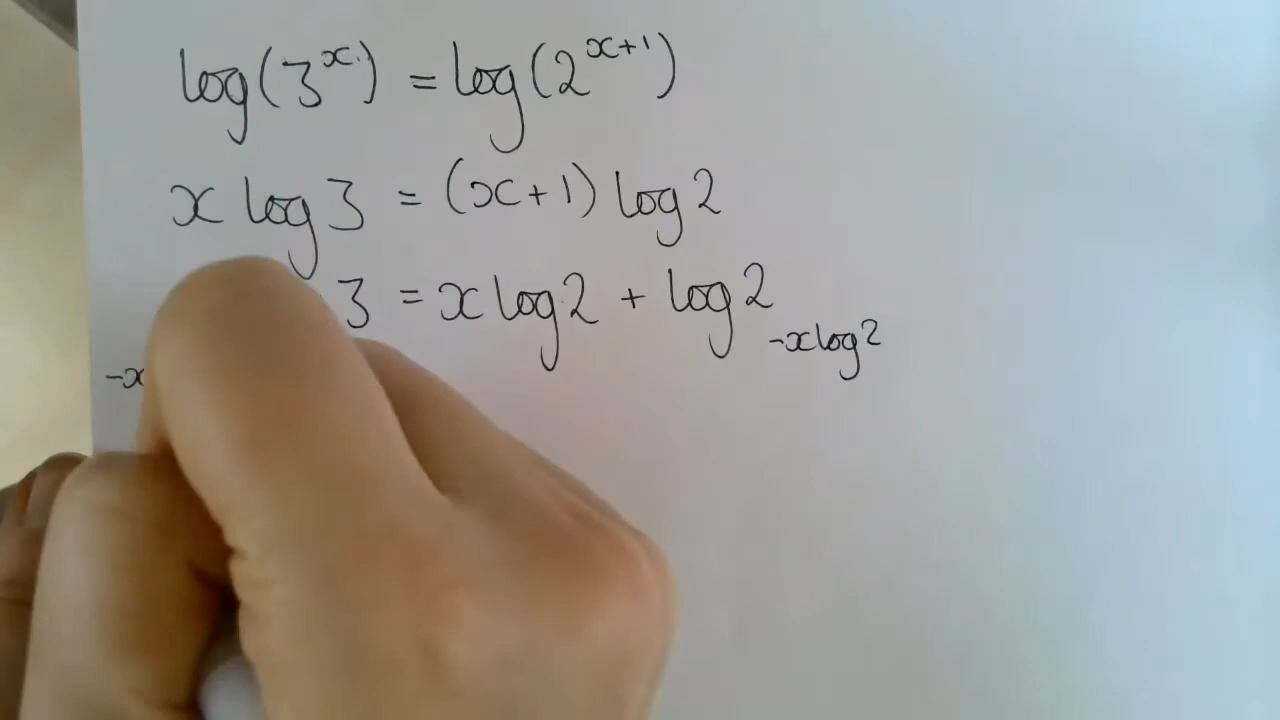 log(3^x) = log(2^{x+1})
x log 3 = (x+1) log 2
3 = x log 2 + log 2
-x -x log 2